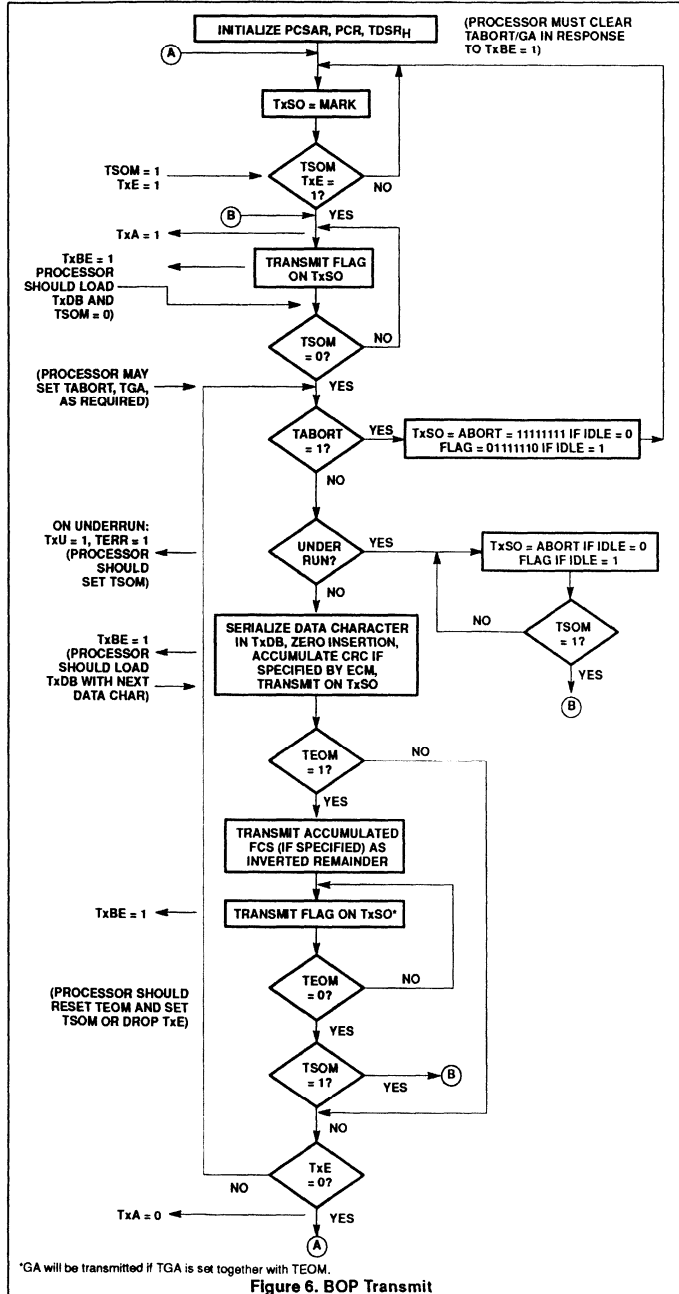 INITIALIZE PCSAR, PCR, TDSRH
(PROCESSOR MUST CLEAR
TABORT/GA IN RESPONSE
TO TxBE = 1)
A
TxSO = MARK
TSOM = 1
TxE = 1
TSOM
TxE =
1?
NO
YES
B
TxA = 1
TRANSMIT FLAG
ON TxSO
TxBE = 1
PROCESSOR
SHOULD LOAD
TxDB AND
TSOM = 0)
TSOM
= 0?
NO
YES
(PROCESSOR MAY
SET TABORT, TGA,
AS REQUIRED)
TABORT
= 1?
YES
TxSO = ABORT = 11111111 IF IDLE = 0
FLAG = 01111110 IF IDLE = 1
NO
ON UNDERRUN:
TxU = 1, TERR = 1
(PROCESSOR
SHOULD
SET TSOM)
UNDER
RUN?
YES
TxSO = ABORT IF IDLE = 0
FLAG IF IDLE = 1
NO
NO
TSOM
= 1?
YES
B
SERIALIZE DATA CHARACTER
IN TxDB, ZERO INSERTION,
ACCUMULATE CRC IF
SPECIFIED BY ECM,
TRANSMIT ON TxSO
TxBE = 1
(PROCESSOR
SHOULD LOAD
TxDB WITH NEXT
DATA CHAR)
TEOM
= 1?
NO
YES
TRANSMIT ACCUMULATED
FCS (IF SPECIFIED) AS
INVERTED REMAINDER
TxBE = 1
TRANSMIT FLAG ON TxSO*
TEOM
= 0?
NO
YES
(PROCESSOR SHOULD
RESET TEOM AND SET
TSOM OR DROP TxE)
TSOM
= 1?
YES
B
NO
TxE
= 0?
NO
YES
TxA = 0
A
*GA will be transmitted if TGA is set together with TEOM.
Figure 6. BOP Transmit